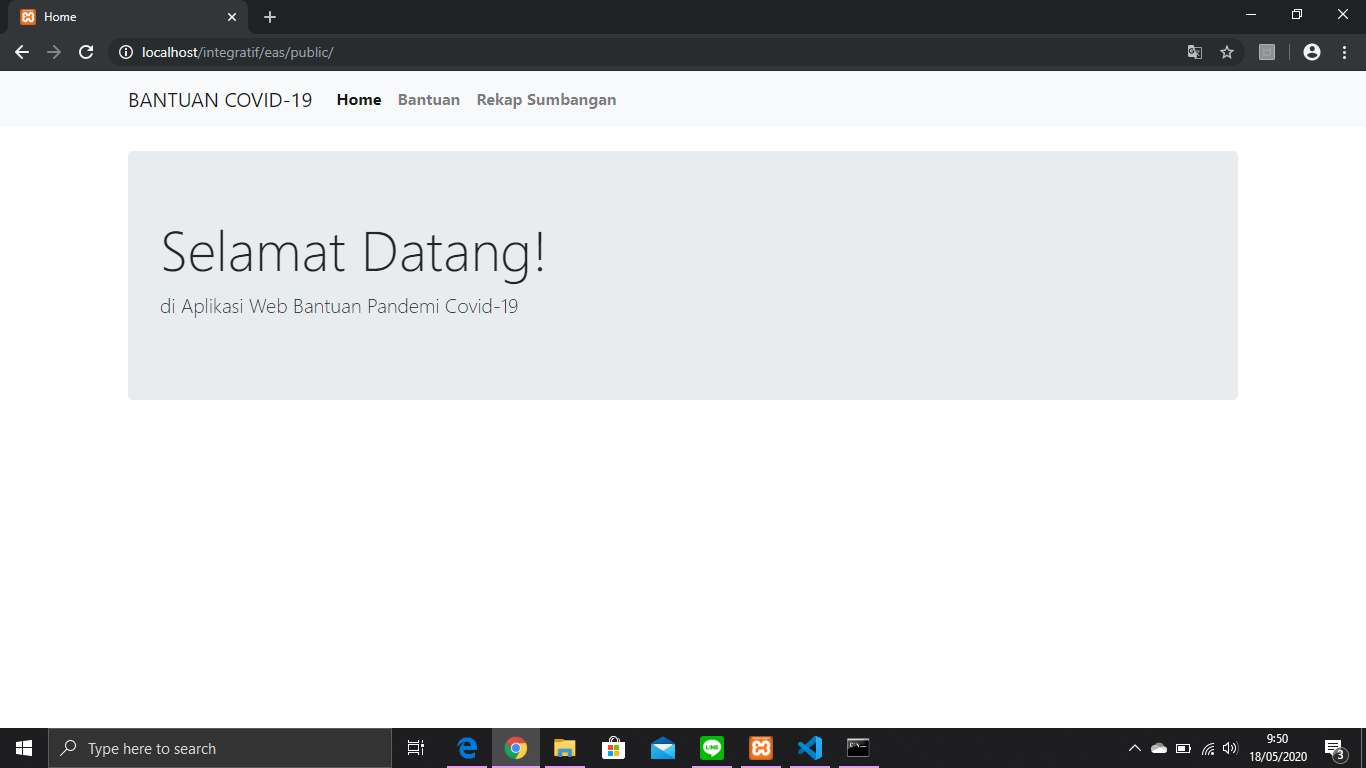 Home
localhost/integratif/eas/public/
BANTUAN COVID-19 Home Bantuan Rekap Sumbangan
Selamat Datang!
di Aplikasi Web Bantuan Pandemi Covid-19
Type here to search
LINE
9:50
18/05/2020
3